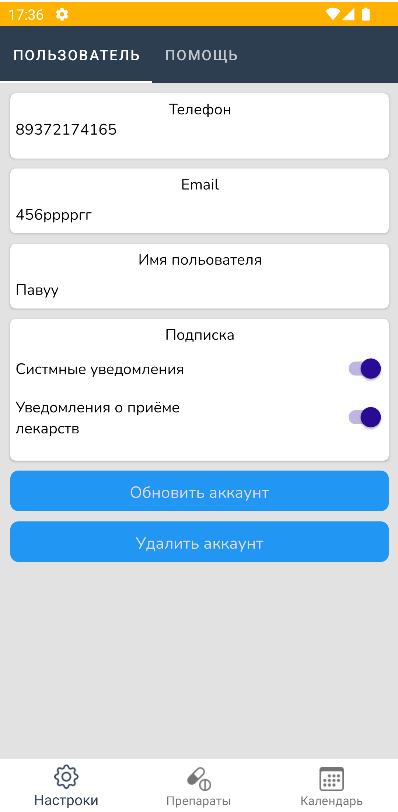 17:36
ПОЛЬЗОВАТЕЛЬ ПОМОЩЬ
Телефон
89372174165
Email
456ррррrг
Имя польователя
Павуу
Подписка
Систмные уведомления
Уведомления о приёме
лекарств
Обновить аккаунт
Удалить аккаунт
Настроки Препараты Календарь